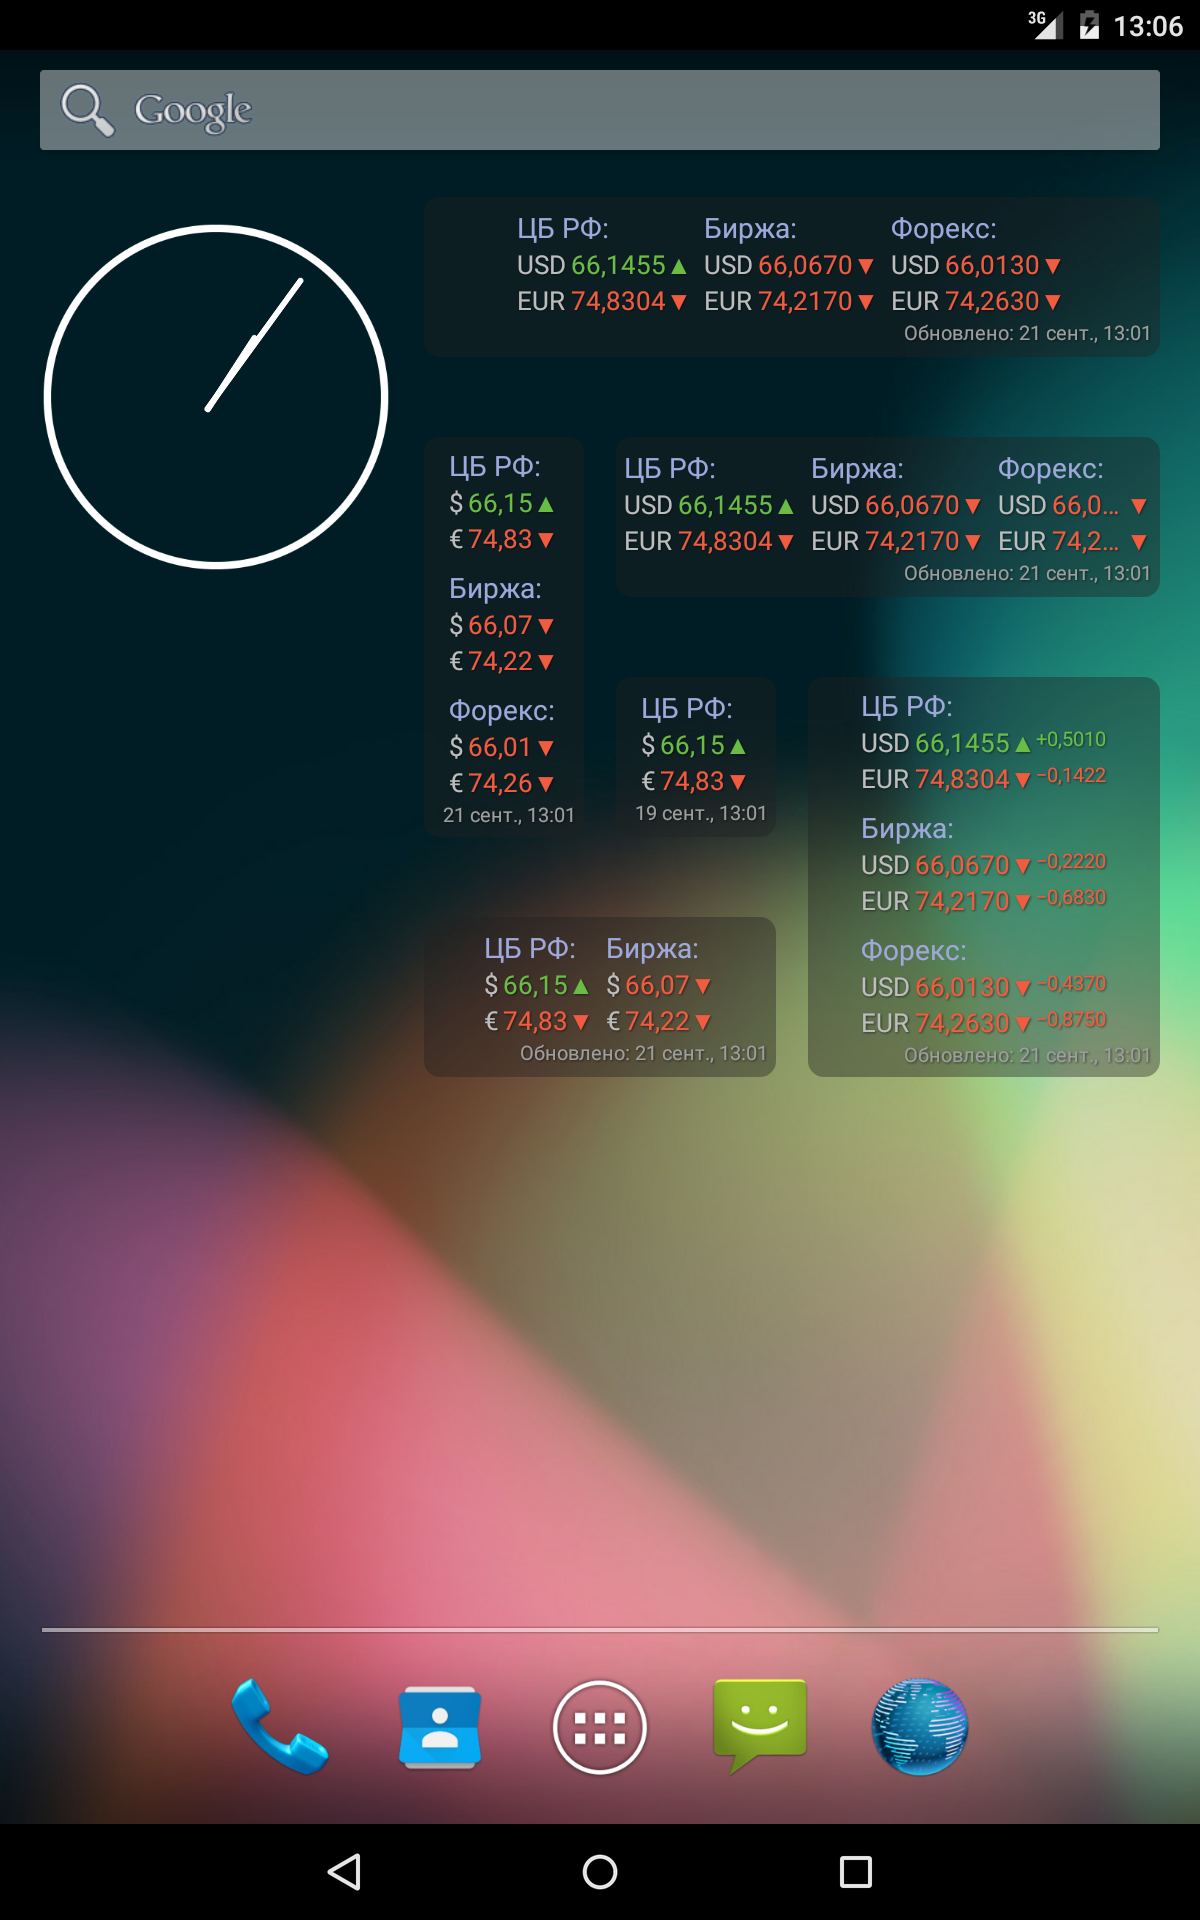 3G 13:06
Google
ЦБ РФ: Биржа: Форекс:
USD 66,1455▲ USD 66,0670▼ USD 66,0130▼
EUR 74,8304▼ EUR 74,2170▼ EUR 74,2630▼
Обновлено: 21 сент., 13:01
ЦБ РФ:
$ 66,15▲
€ 74,83▼
Биржа:
$ 66,07▼
€ 74,22▼
Форекс:
$ 66,01▼
€ 74,26▼
21 сент., 13:01
ЦБ РФ: Биржа: Форекс:
USD 66,1455▲ USD 66,0670▼ USD 66,0... ▼
EUR 74,8304▼ EUR 74,2170▼ EUR 74,2... ▼
Обновлено: 21 сент., 13:01
ЦБ РФ:
$ 66,15▲
€ 74,83▼
19 сент., 13:01
ЦБ РФ:
USD 66,1455▲ +0,5010
EUR 74,8304▼ −0,1422
Биржа:
USD 66,0670▼ −0,2220
EUR 74,2170▼ −0,6830
Форекс:
USD 66,0130▼ −0,4370
EUR 74,2630▼ −0,8750
Обновлено: 21 сент., 13:01
ЦБ РФ: Биржа:
$ 66,15▲ $ 66,07▼
€ 74,83▼ € 74,22▼
Обновлено: 21 сент., 13:01